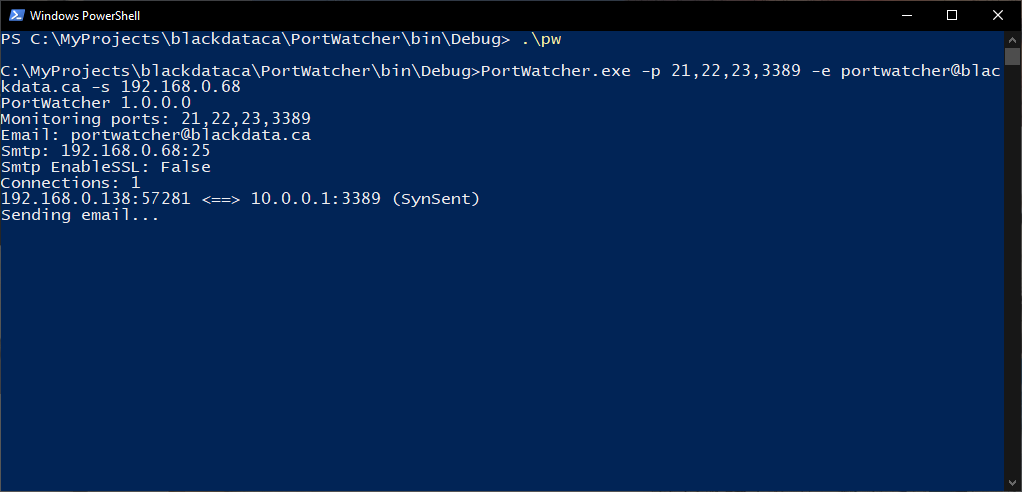 Windows PowerShell
PS C:\MyProjects\blackdataca\PortWatcher\bin\Debug> .\pw
C:\MyProjects\blackdataca\PortWatcher\bin\Debug>PortWatcher.exe -p 21,22,23,3389 -e portwatcher@blac
kdata.ca -s 192.168.0.68
PortWatcher 1.0.0.0
Monitoring ports: 21,22,23,3389
Email: portwatcher@blackdata.ca
Smtp: 192.168.0.68:25
Smtp EnableSSL: False
Connections: 1
192.168.0.138:57281 <==> 10.0.0.1:3389 (SynSent)
Sending email...